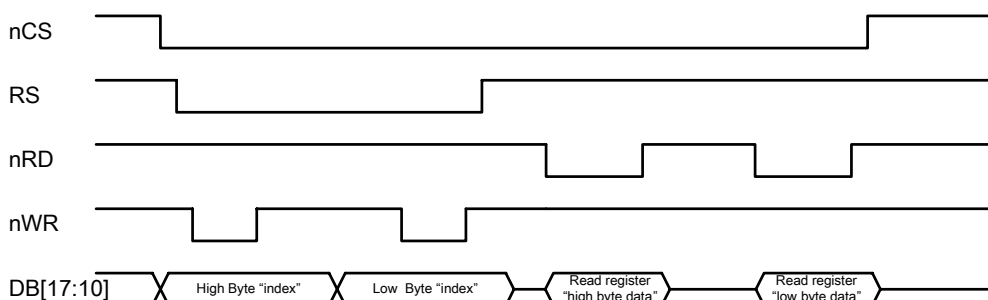 nCS
RS
nRD
nWR
DB[17:10]
High Byte “index”
Low Byte “index”
Read register
“high byte data”
Read register
“low byte data”